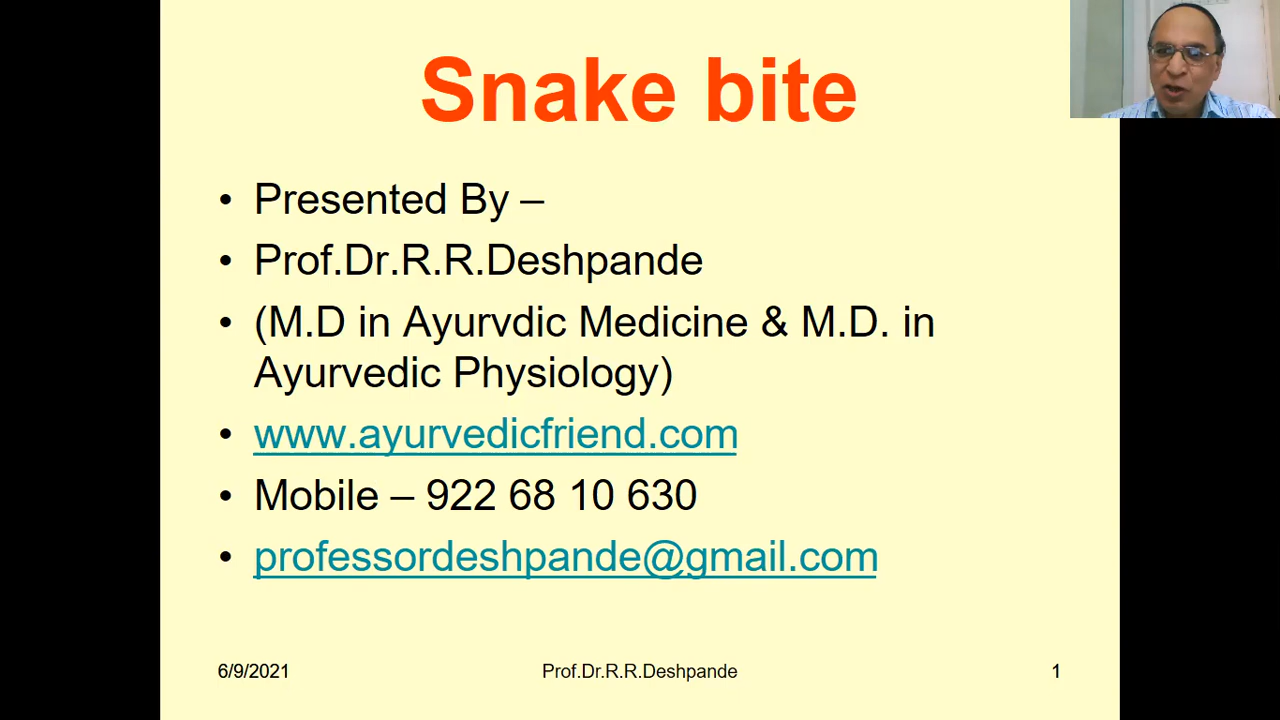 Snake bite
• Presented By –
• Prof.Dr.R.R.Deshpande
• (M.D in Ayurvdic Medicine & M.D. in
Ayurvedic Physiology)
• www.ayurvedicfriend.com
• Mobile – 922 68 10 630
• professordeshpande@gmail.com
6/9/2021 Prof.Dr.R.R.Deshpande 1